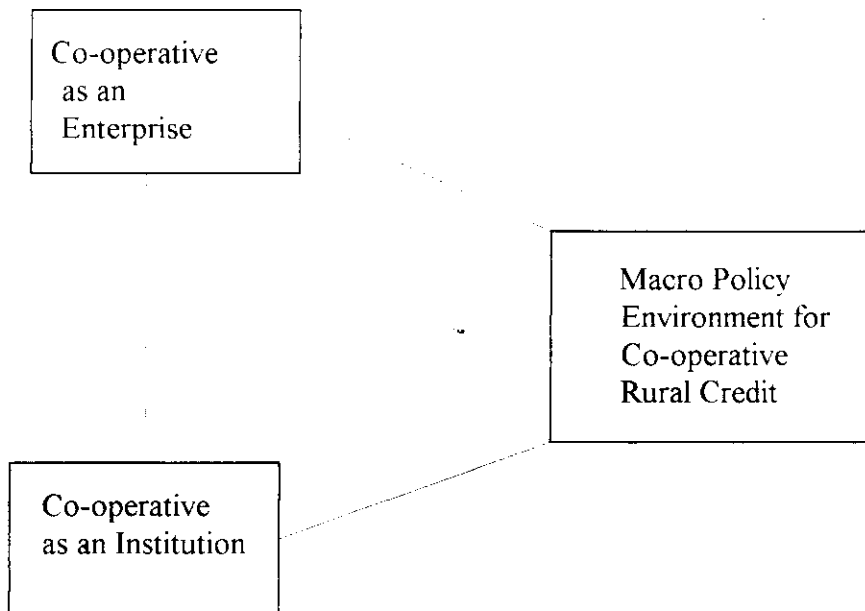 Co-operative
as an
Enterprise
Macro Policy
Environment for
Co-operative
Rural Credit
Co-operative
as an Institution